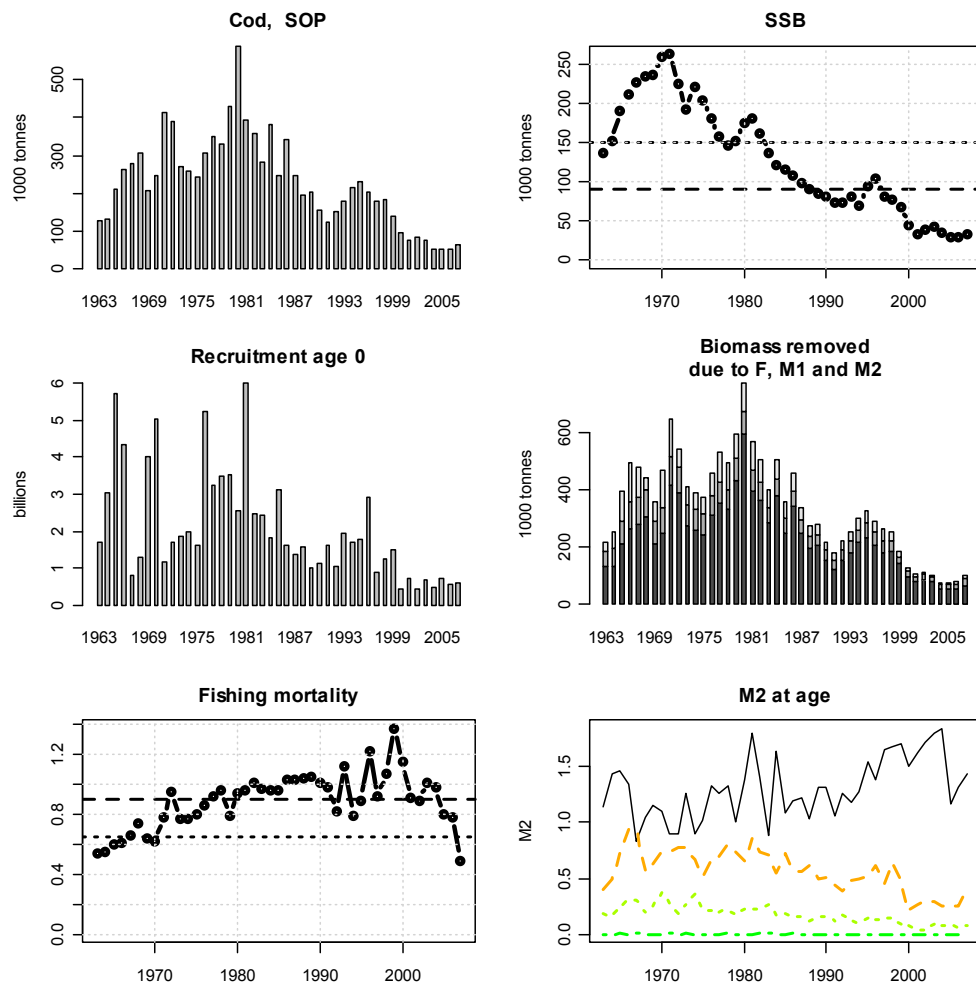 Cod, SOP
1000 tonnes
0
100
300
500
1963 1969 1975 1981 1987 1993 1999 2005
SSB
1000 tonnes
0
50
100
150
200
250
1970 1980 1990 2000
Recruitment age 0
billions
0
1
2
3
4
5
6
1963 1969 1975 1981 1987 1993 1999 2005
Biomass removed
due to F, M1 and M2
1000 tonnes
0
200
400
600
1963 1969 1975 1981 1987 1993 1999 2005
Fishing mortality
0.0
0.4
0.8
1.2
1970 1980 1990 2000
M2 at age
M2
0.0
0.5
1.0
1.5
1970 1980 1990 2000